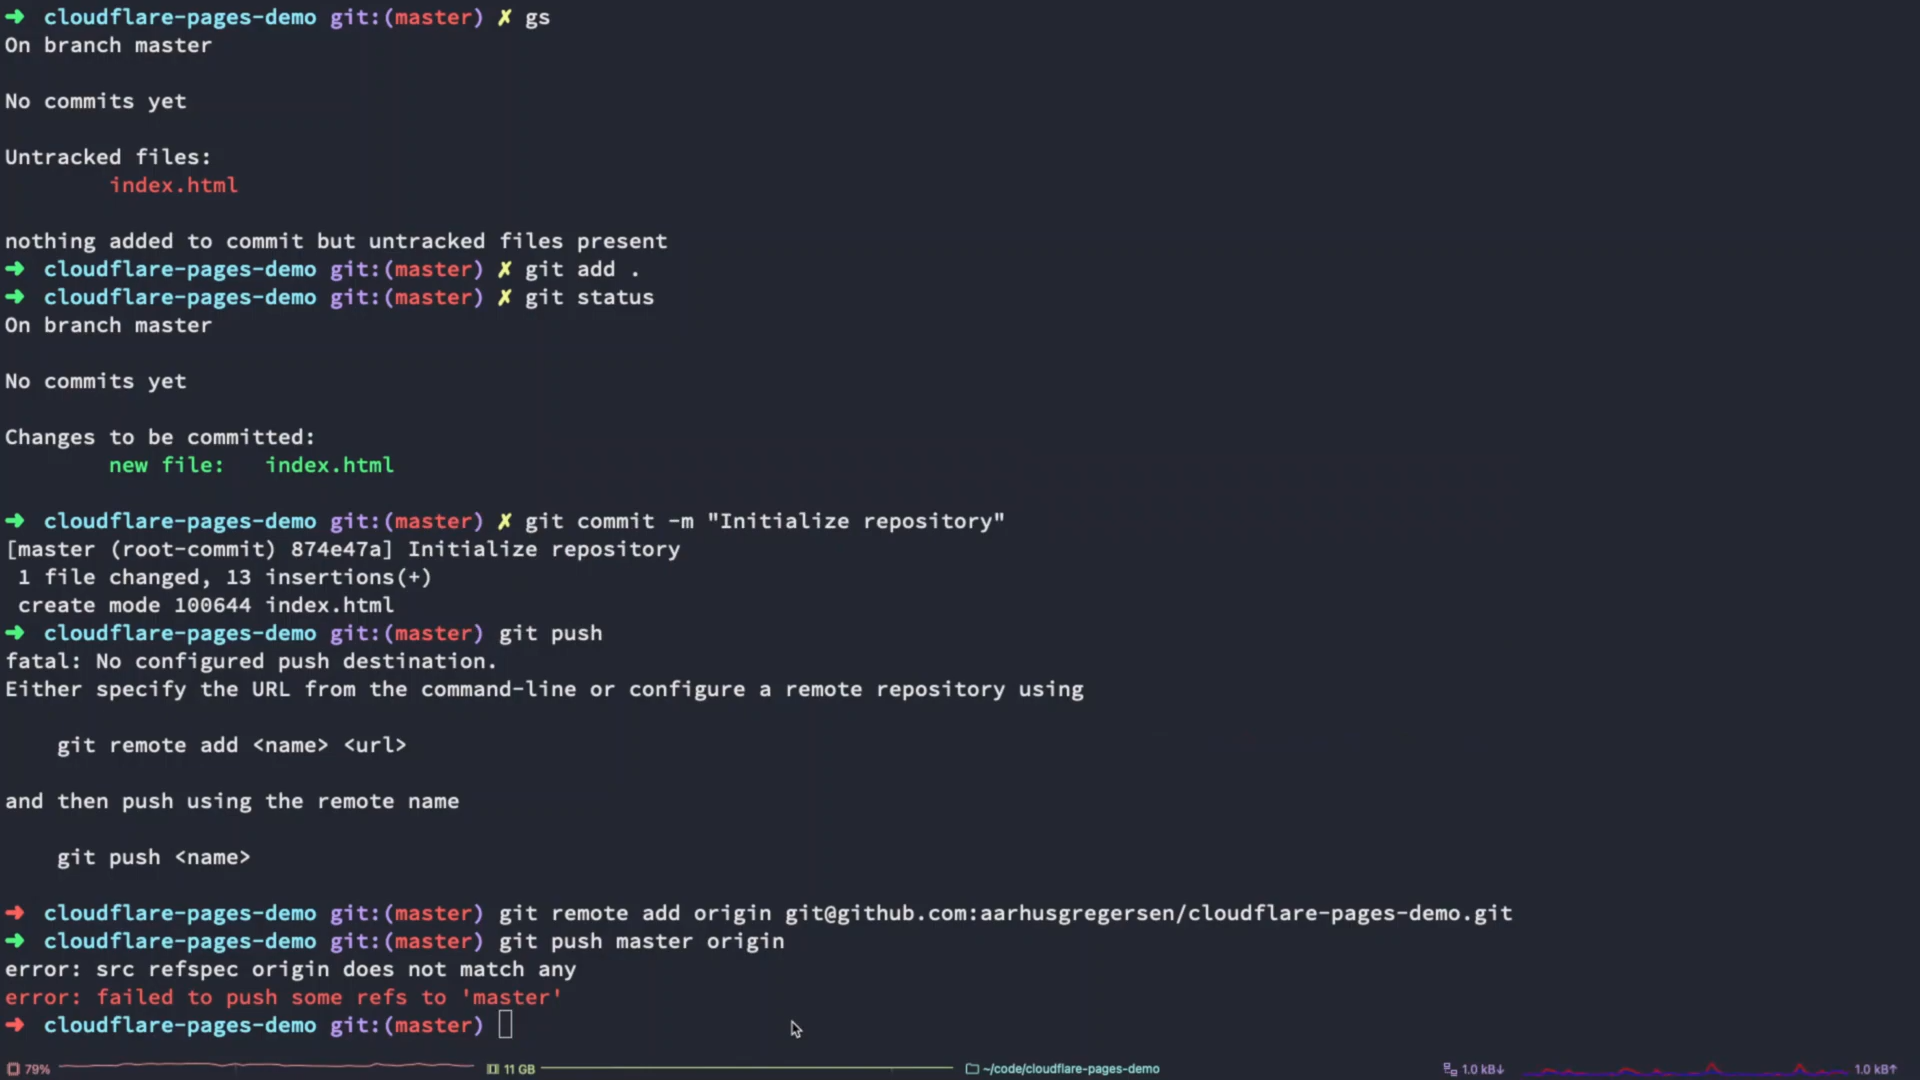 ➜ cloudflare-pages-demo git:(master) ✗ gs
On branch master
No commits yet
Untracked files:
index.html
nothing added to commit but untracked files present
➜ cloudflare-pages-demo git:(master) ✗ git add .
➜ cloudflare-pages-demo git:(master) ✗ git status
On branch master
No commits yet
Changes to be committed:
new file: index.html
➜ cloudflare-pages-demo git:(master) ✗ git commit -m "Initialize repository"
[master (root-commit) 874e47a] Initialize repository
1 file changed, 13 insertions(+)
create mode 100644 index.html
➜ cloudflare-pages-demo git:(master) git push
fatal: No configured push destination.
Either specify the URL from the command-line or configure a remote repository using
git remote add <name> <url>
and then push using the remote name
git push <name>
➜ cloudflare-pages-demo git:(master) git remote add origin git@github.com:aarhusgregersen/cloudflare-pages-demo.git
➜ cloudflare-pages-demo git:(master) git push master origin
error: src refspec origin does not match any
error: failed to push some refs to 'master'
➜ cloudflare-pages-demo git:(master)
79% 11 GB ~/code/cloudflare-pages-demo 1.0 kB↓ 1.0 kB↑